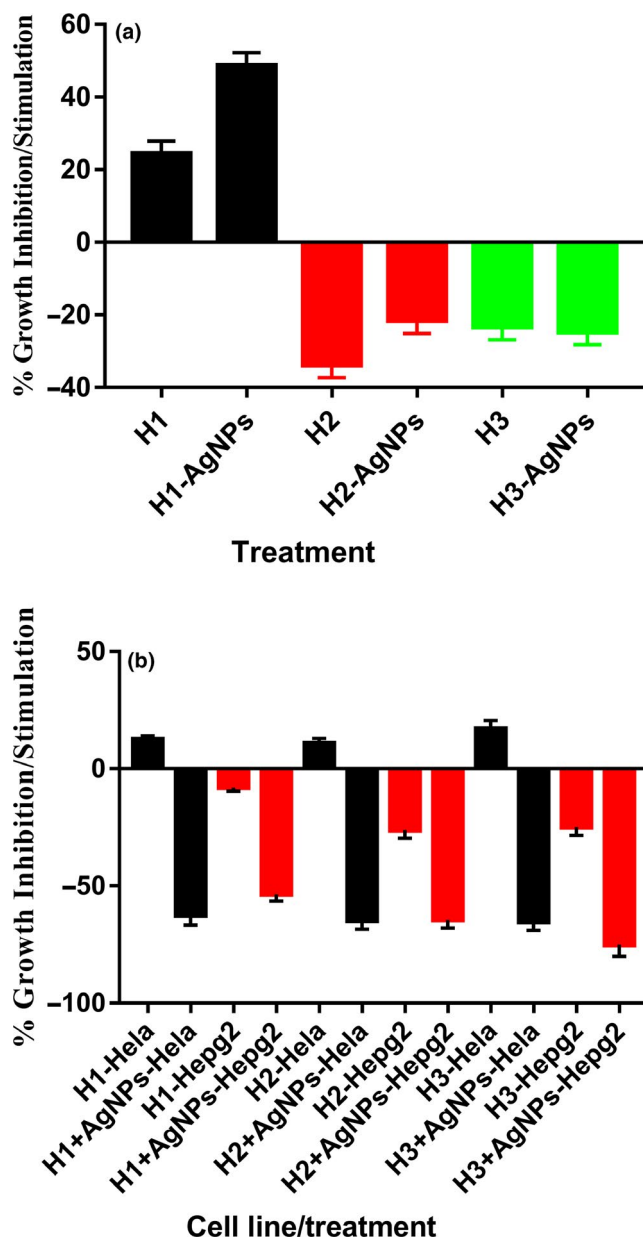 (a)
% Growth Inhibition/Stimulation
60
40
20
0
−20
−40
H1
H1-AgNPs
H2
H2-AgNPs
H3
H3-AgNPs
Treatment
(b)
% Growth Inhibition/Stimulation
50
0
−50
−100
H1-Hela
H1+AgNPs-Hela
H1-Hepg2
H1+AgNPs-Hepg2
H2-Hela
H2+AgNPs-Hela
H2-Hepg2
H2+AgNPs-Hepg2
H3-Hela
H3+AgNPs-Hela
H3-Hepg2
H3+AgNPs-Hepg2
Cell line/treatment